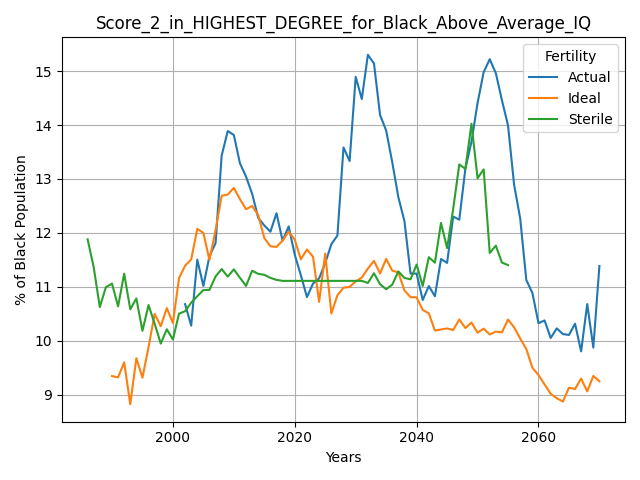 Score_2_in_HIGHEST_DEGREE_for_Black_Above_Average_IQ
Fertility
Actual
Ideal
Sterile
% of Black Population
15
14
13
12
11
10
9
2000 2020 2040 2060
Years